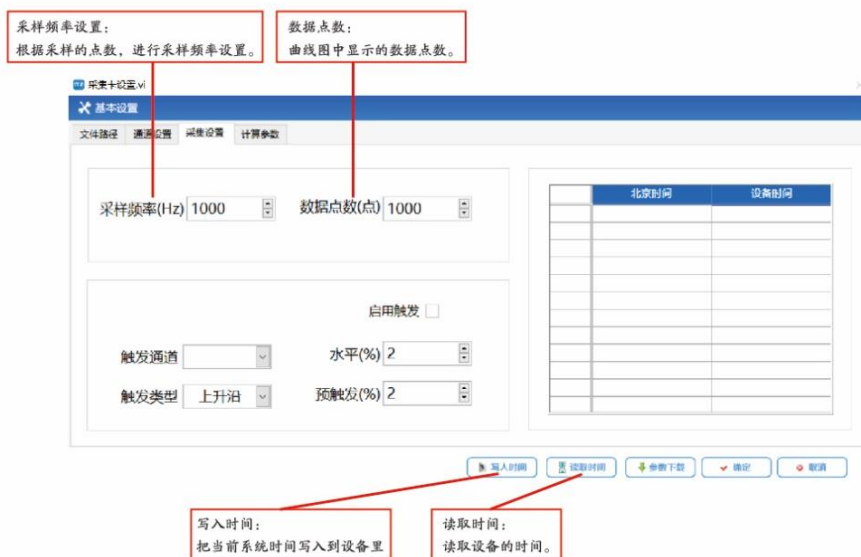 采样频率设置：
根据采样的点数，进行采样频率设置。
数据点数：
曲线图中显示的数据点数。
采集卡设置.vi
基本设置
文件路径 通道设置 采集设置 计算参数
采样频率(Hz) 1000 数据点数(点) 1000
北京时间 设备时间
启用触发
触发通道 水平(%) 2
触发类型 上升沿 预触发(%) 2
写入时间 读取时间 参数下载 确定 取消
写入时间：
把当前系统时间写入到设备里
读取时间：
读取设备的时间。